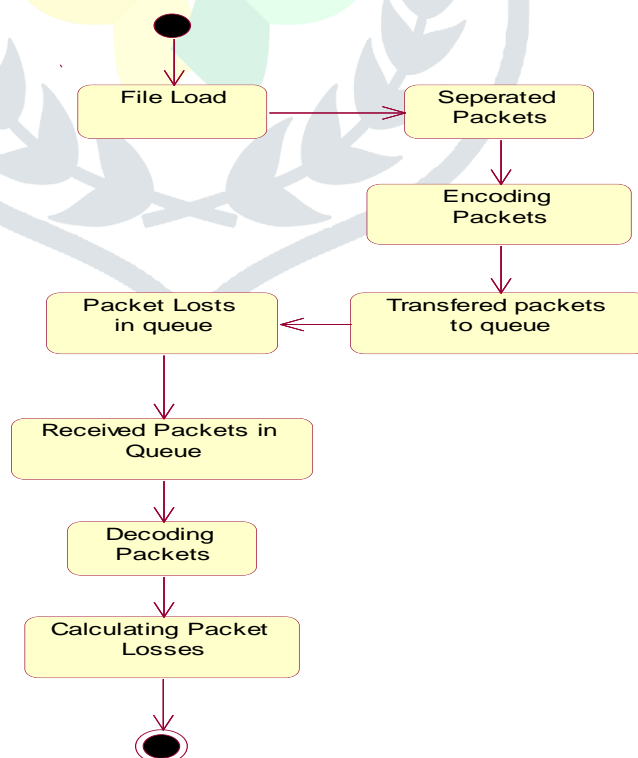 File Load
Seperated
Packets
Encoding
Packets
Transfered packets
to queue
Packet Losts
in queue
Received Packets in
Queue
Decoding
Packets
Calculating Packet
Losses